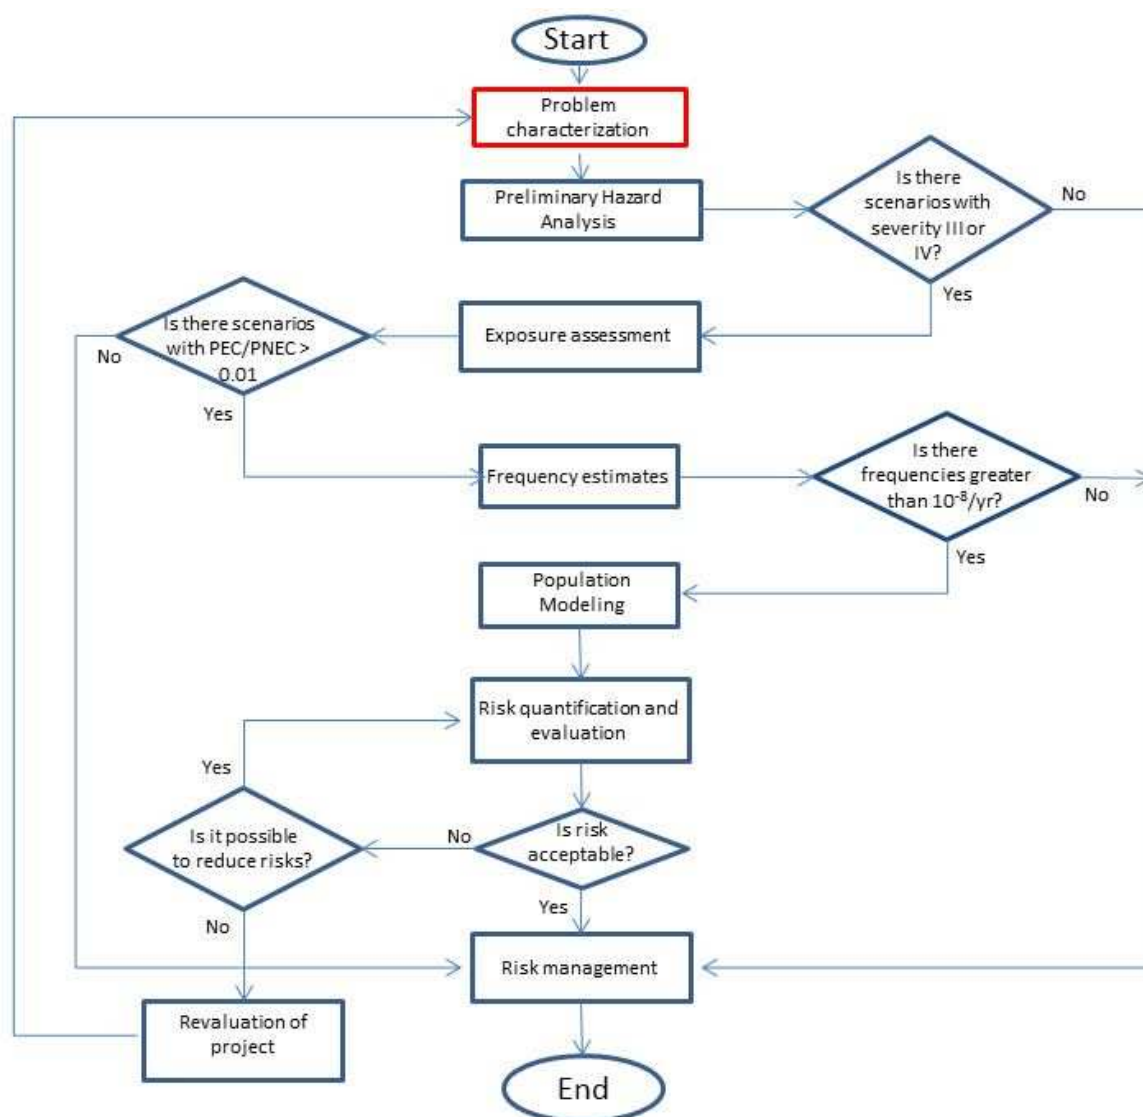 Start
Problem
characterization
Preliminary Hazard
Analysis
Is there
scenarios with
severity III or
IV?
No
Yes
Exposure assessment
Is there scenarios
with PEC/PNEC >
0.01
No
Yes
Frequency estimates
Is there
frequencies greater
than 10⁻⁸/yr?
No
Yes
Population
Modeling
Risk quantification and
evaluation
Yes
Is it possible
to reduce risks?
No
Is risk
acceptable?
Yes
No
Risk management
Revaluation of
project
End